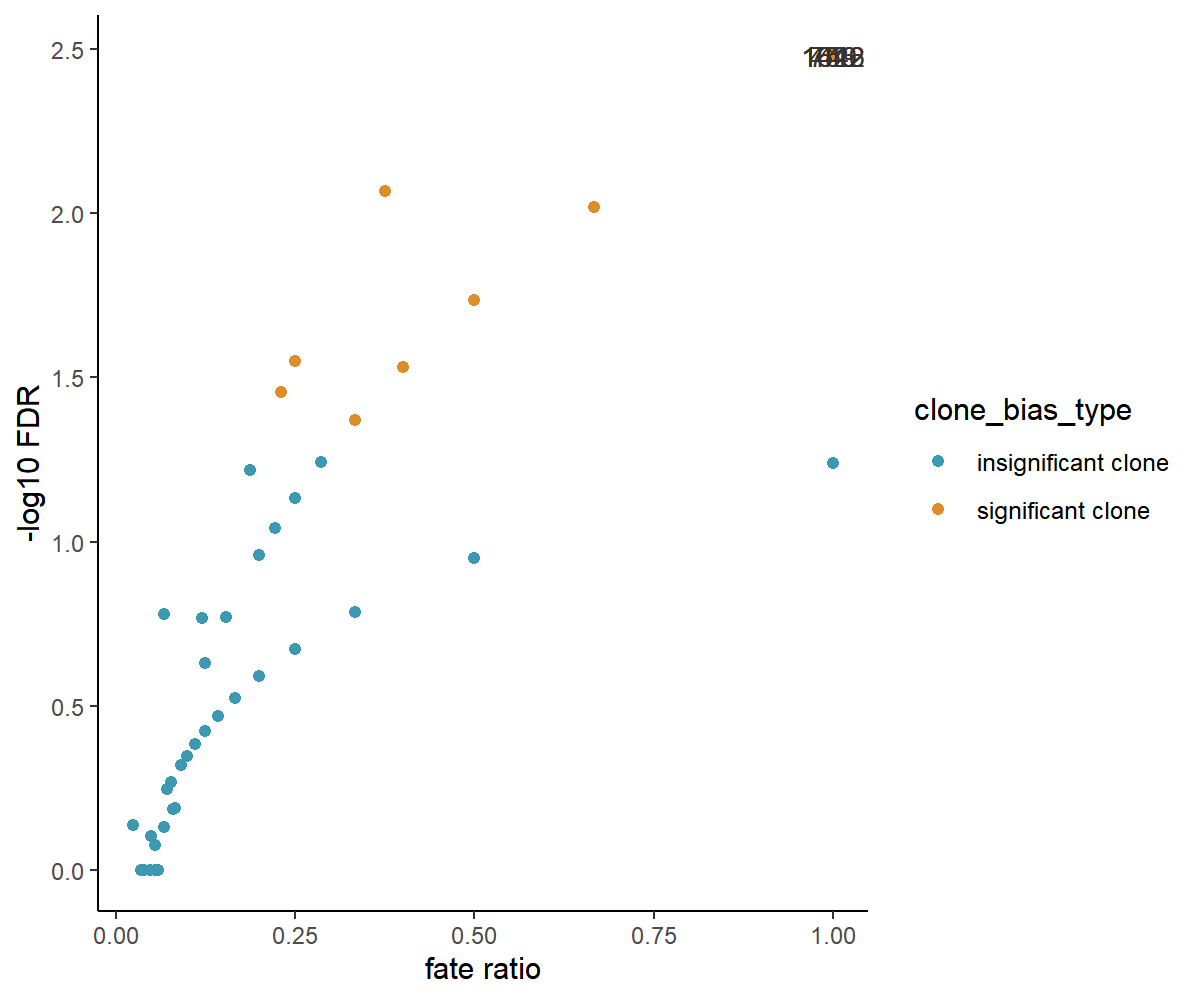 2.5
2.0
1.5
1.0
0.5
0.0
-log10 FDR
0.00 0.25 0.50 0.75 1.00
fate ratio
clone_bias_type
insignificant clone
significant clone